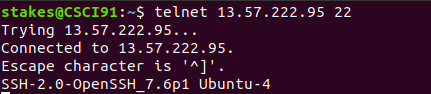 stakes@CSCI91:~$ telnet 13.57.222.95 22
Trying 13.57.222.95...
Connected to 13.57.222.95.
Escape character is '^]'.
SSH-2.0-OpenSSH_7.6p1 Ubuntu-4